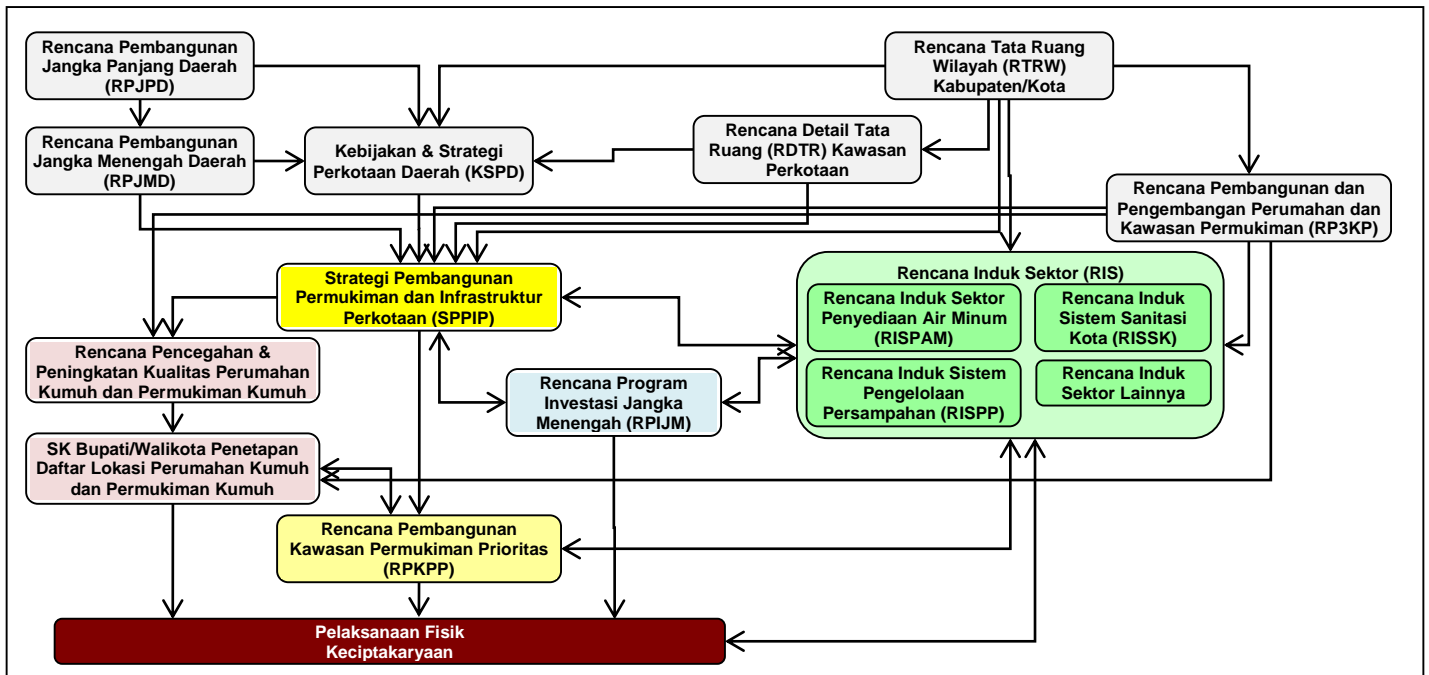 Rencana Pembangunan
Jangka Panjang Daerah
(RPJPD)
Rencana Tata Ruang
Wilayah (RTRW)
Kabupaten/Kota
Rencana Pembangunan
Jangka Menengah Daerah
(RPJMD)
Kebijakan & Strategi
Perkotaan Daerah (KSPD)
Rencana Detail Tata
Ruang (RDTR) Kawasan
Perkotaan
Rencana Pembangunan dan
Pengembangan Perumahan dan
Kawasan Permukiman (RP3KP)
Strategi Pembangunan
Permukiman dan Infrastruktur
Perkotaan (SPPIP)
Rencana Induk Sektor (RIS)
Rencana Induk Sektor
Penyediaan Air Minum
(RISPAM)
Rencana Induk
Sistem Sanitasi
Kota (RISSK)
Rencana Induk Sistem
Pengelolaan
Persampahan (RISPP)
Rencana Induk
Sektor Lainnya
Rencana Pencegahan &
Peningkatan Kualitas Perumahan
Kumuh dan Permukiman Kumuh
Rencana Program
Investasi Jangka
Menengah (RPIJM)
SK Bupati/Walikota Penetapan
Daftar Lokasi Perumahan Kumuh
dan Permukiman Kumuh
Rencana Pembangunan
Kawasan Permukiman Prioritas
(RPKPP)
Pelaksanaan Fisik
Keciptakaryaan